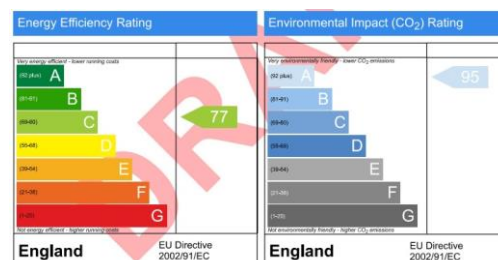 Energy Efficiency Rating
Very energy efficient - lower running costs
(92 plus) A
(81-91) B
(69-80) C
(55-68) D
(39-54) E
(21-38) F
(1-20) G
77
Not energy efficient - higher running costs
England
EU Directive
2002/91/EC
Environmental Impact (CO2) Rating
Very environmentally friendly - lower CO2 emissions
(92 plus) A
(81-91) B
(69-80) C
(55-68) D
(39-54) E
(21-38) F
(1-20) G
95
Not environmentally friendly - higher CO2 emissions
England
EU Directive
2002/91/EC
DRA